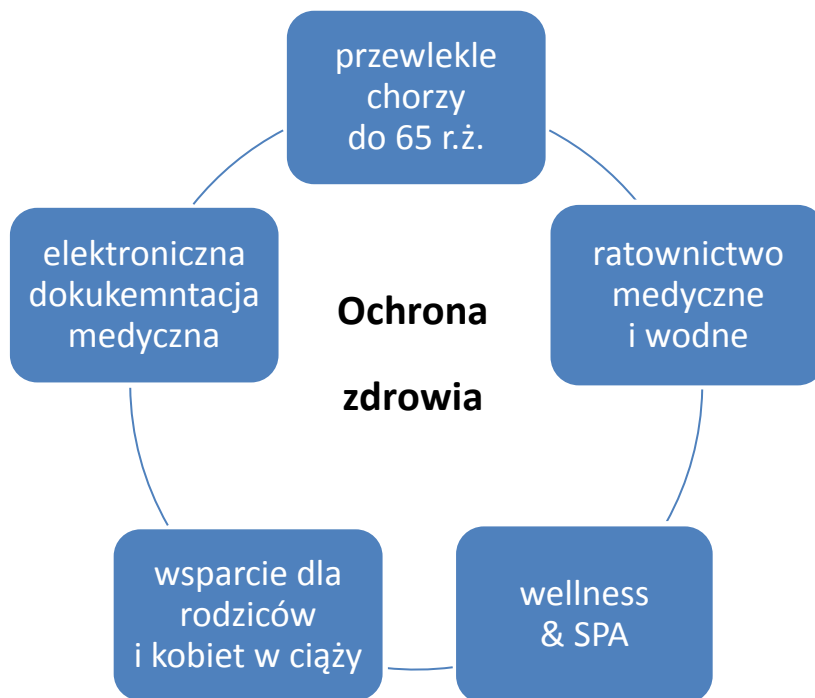 przewlekle
chorzy
do 65 r.ż.
elektroniczna
dokukemntacja
medyczna
ratownictwo
medyczne
i wodne
Ochrona
zdrowia
wsparcie dla
rodziców
i kobiet w ciąży
wellness
& SPA